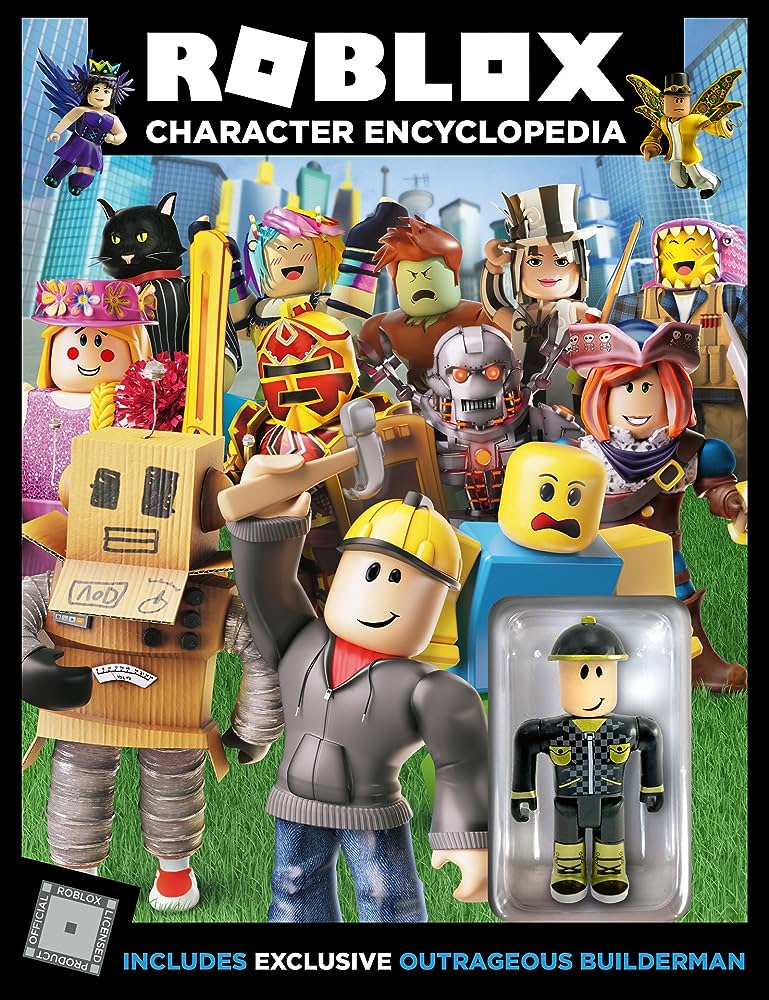 ROBLOX
CHARACTER ENCYCLOPEDIA
ROBLOX
OFFICIAL
LICENSED
PRODUCT
INCLUDES EXCLUSIVE OUTRAGEOUS BUILDERMAN